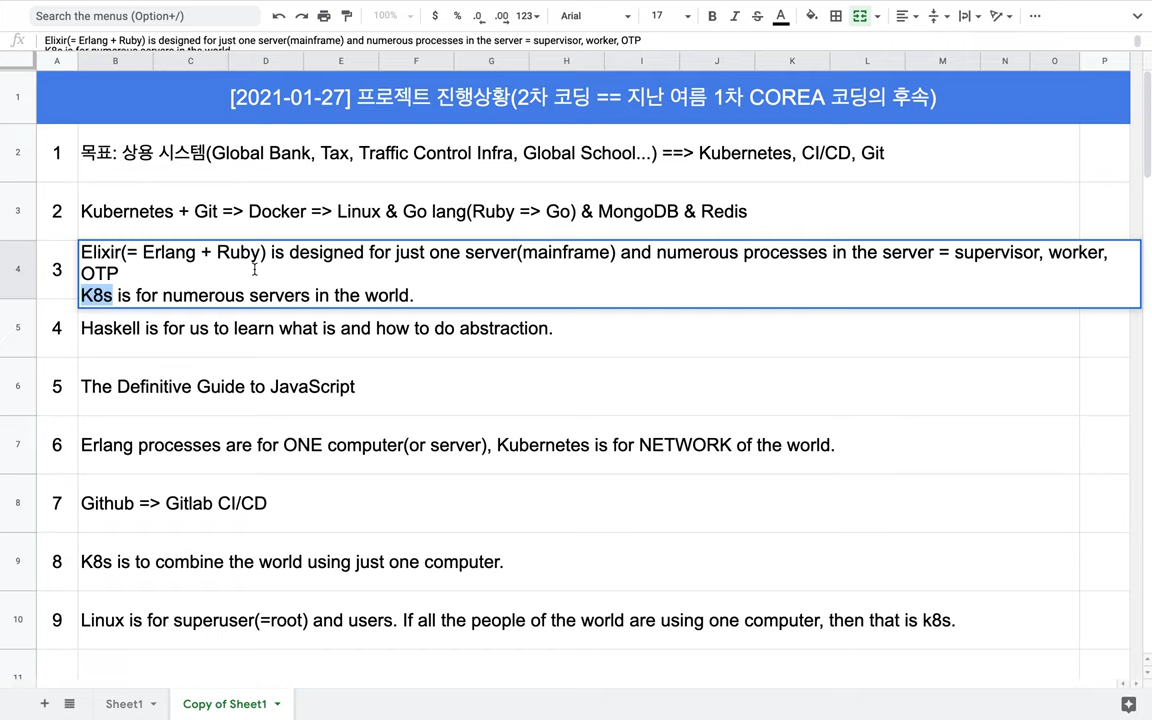 Search the menus (Option+/)
100%
$ % .0 .00 123
Arial
17
B I S A
fx
Elixir(= Erlang + Ruby) is designed for just one server(mainframe) and numerous processes in the server = supervisor, worker, OTP
K8s is for numerous servers in the world.
A B C D E F G H I J K L M N O P
1
[2021-01-27] 프로젝트 진행상황(2차 코딩 == 지난 여름 1차 COREA 코딩의 후속)
2
1 목표: 상용 시스템(Global Bank, Tax, Traffic Control Infra, Global School...) ==> Kubernetes, CI/CD, Git
3
2 Kubernetes + Git => Docker => Linux & Go lang(Ruby => Go) & MongoDB & Redis
4
3 Elixir(= Erlang + Ruby) is designed for just one server(mainframe) and numerous processes in the server = supervisor, worker,
OTP
K8s is for numerous servers in the world.
5
4 Haskell is for us to learn what is and how to do abstraction.
6
5 The Definitive Guide to JavaScript
7
6 Erlang processes are for ONE computer(or server), Kubernetes is for NETWORK of the world.
8
7 Github => Gitlab CI/CD
9
8 K8s is to combine the world using just one computer.
10
9 Linux is for superuser(=root) and users. If all the people of the world are using one computer, then that is k8s.
11
Sheet1
Copy of Sheet1